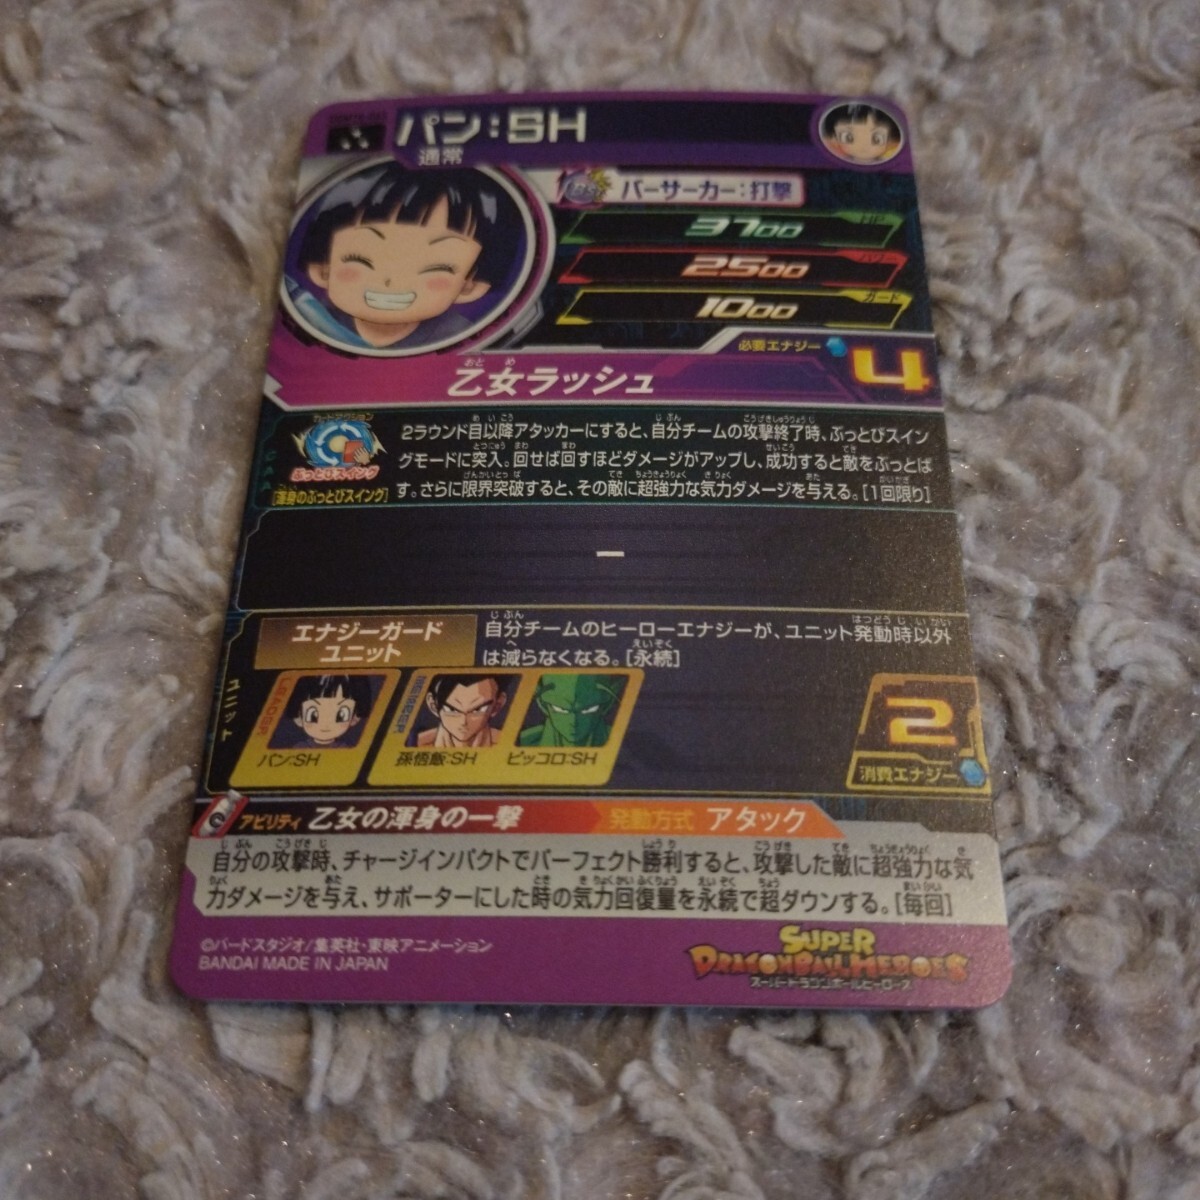 パン:SH
通常
バーサーカー:打撃
HP 3700
パワー 2500
ガード 1000
必要エナジー 4
乙女ラッシュ
カードアクション
ぶっとびスイング
[渾身のぶっとびスイング]
2ラウンド目以降アタッカーにすると、自分チームの攻撃終了時、ぶっとびスイン
グモードに突入。回せば回すほどダメージがアップし、成功すると敵をぶっとば
す。さらに限界突破すると、その敵に超強力な気力ダメージを与える。[1回限り]
CAA
ー
エナジーガード
ユニット
自分チームのヒーローエナジーが、ユニット発動時以外
は減らなくなる。[永続]
ユニット
LEADER
パン:SH
MEMBER
孫悟飯:SH
ピッコロ:SH
2
消費エナジー
アビリティ 乙女の渾身の一撃 発動方式 アタック
自分の攻撃時、チャージインパクトでパーフェクト勝利すると、攻撃した敵に超強力な気
力ダメージを与え、サポーターにした時の気力回復量を永続で超ダウンする。[毎回]
©バードスタジオ/集英社・東映アニメーション
BANDAI MADE IN JAPAN
SUPER
DRAGONBALL HEROES
スーパードラゴンボールヒーローズ